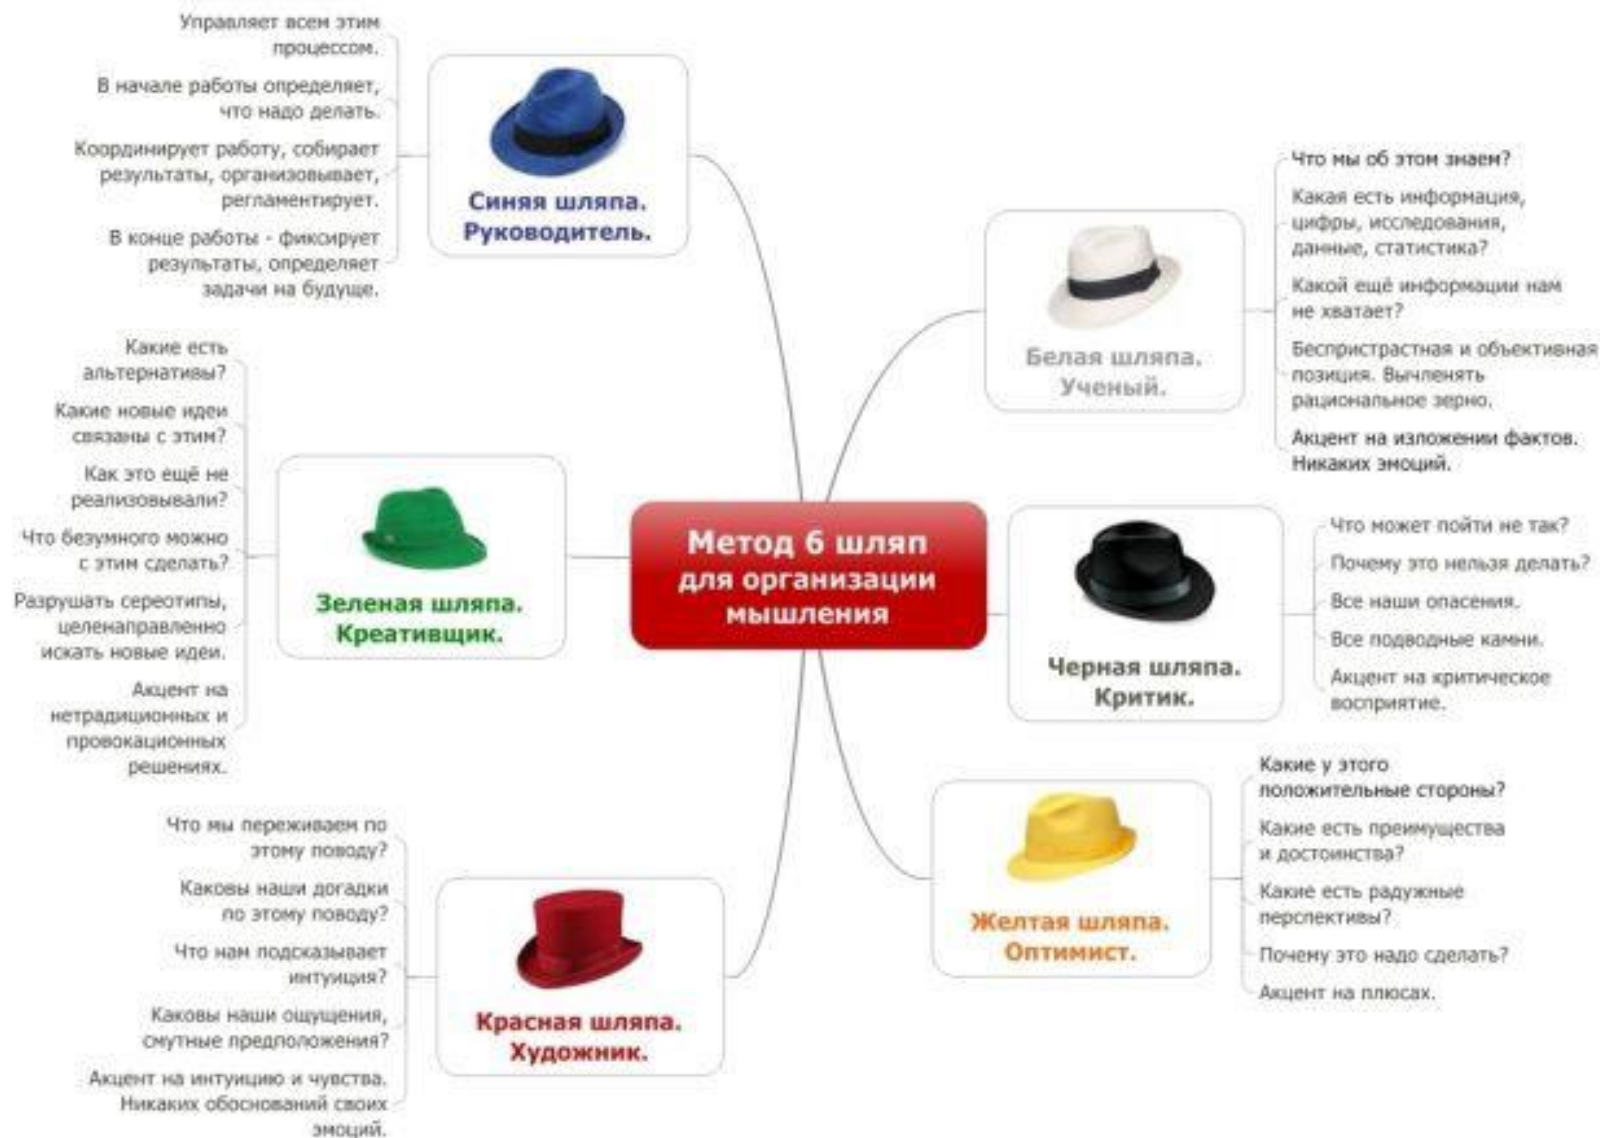 Метод 6 шляп
для организации
мышления
Синяя шляпа.
Руководитель.
Управляет всем этим
процессом.
В начале работы определяет,
что надо делать.
Координирует работу, собирает
результаты, организовывает,
регламентирует.
В конце работы - фиксирует
результаты, определяет
задачи на будуще.
Белая шляпа.
Ученый.
Что мы об этом знаем?
Какая есть информация,
цифры, исследования,
данные, статистика?
Какой ещё информации нам
не хватает?
Беспристрастная и объективная
позиция. Вычленять
рациональное зерно.
Акцент на изложении фактов.
Никаких эмоций.
Зеленая шляпа.
Креативщик.
Какие есть
альтернативы?
Какие новые идеи
связаны с этим?
Как это ещё не
реализовывали?
Что безумного можно
с этим сделать?
Разрушать сереотипы,
целенаправленно
искать новые идеи.
Акцент на
нетрадиционных и
провокационных
решениях.
Черная шляпа.
Критик.
Что может пойти не так?
Почему это нельзя делать?
Все наши опасения.
Все подводные камни.
Акцент на критическое
восприятие.
Красная шляпа.
Художник.
Что мы переживаем по
этому поводу?
Каковы наши догадки
по этому поводу?
Что нам подсказывает
интуиция?
Каковы наши ощущения,
смутные предположения?
Акцент на интуицию и чувства.
Никаких обоснований своих
эмоций.
Желтая шляпа.
Оптимист.
Какие у этого
положительные стороны?
Какие есть преимущества
и достоинства?
Какие есть радужные
перспективы?
Почему это надо сделать?
Акцент на плюсах.